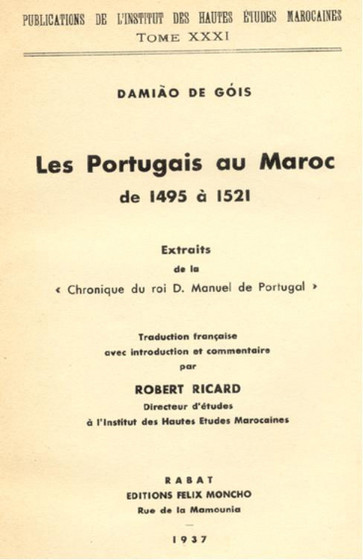 PUBLICATIONS DE L'INSTITUT DES HAUTES ÉTUDES MAROCAINES
TOME XXXI
DAMIÃO DE GÓIS
Les Portugais au Maroc
de 1495 à 1521
Extraits
de la
« Chronique du roi D. Manuel de Portugal »
Traduction française
avec introduction et commentaire
par
ROBERT RICARD
Directeur d'études
à l'Institut des Hautes Etudes Marocaines
RABAT
EDITIONS FELIX MONCHO
Rue de la Mamounia
—
1937